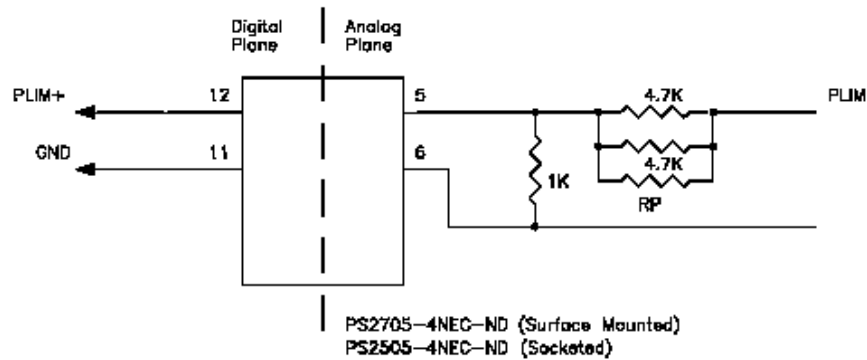 Digital Plane
Analog Plane
PLIM+
12
5
4.7K
PLIM
GND
11
6
1K
4.7K
RP
PS2705-4NEC-ND (Surface Mounted)
PS2505-4NEC-ND (Socketed)